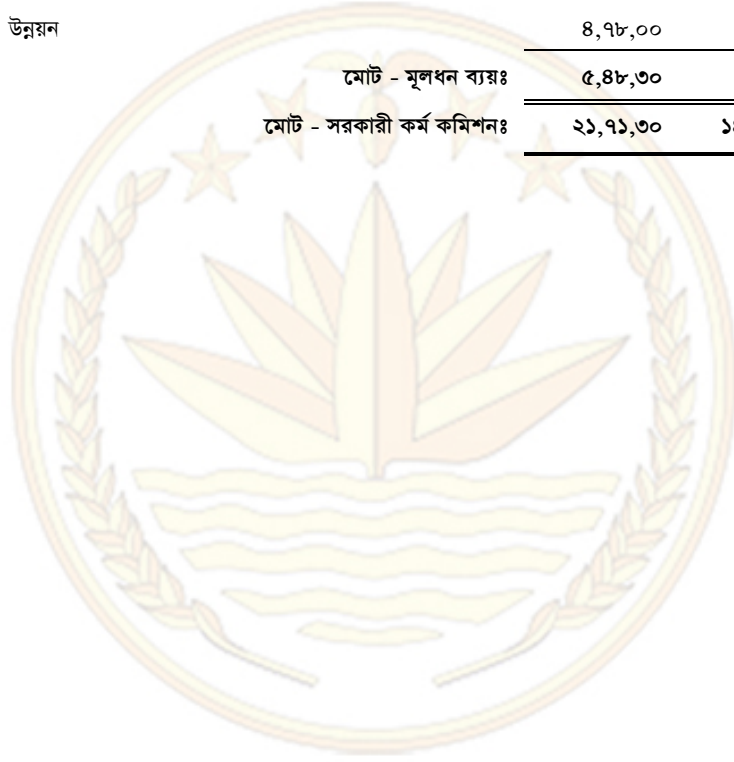 উন্নয়ন ৪,৭৮,০০
মোট - মূলধন ব্যয়ঃ ৫,৪৮,৩০
মোট - সরকারী কর্ম কমিশনঃ ২১,৭১,৩০